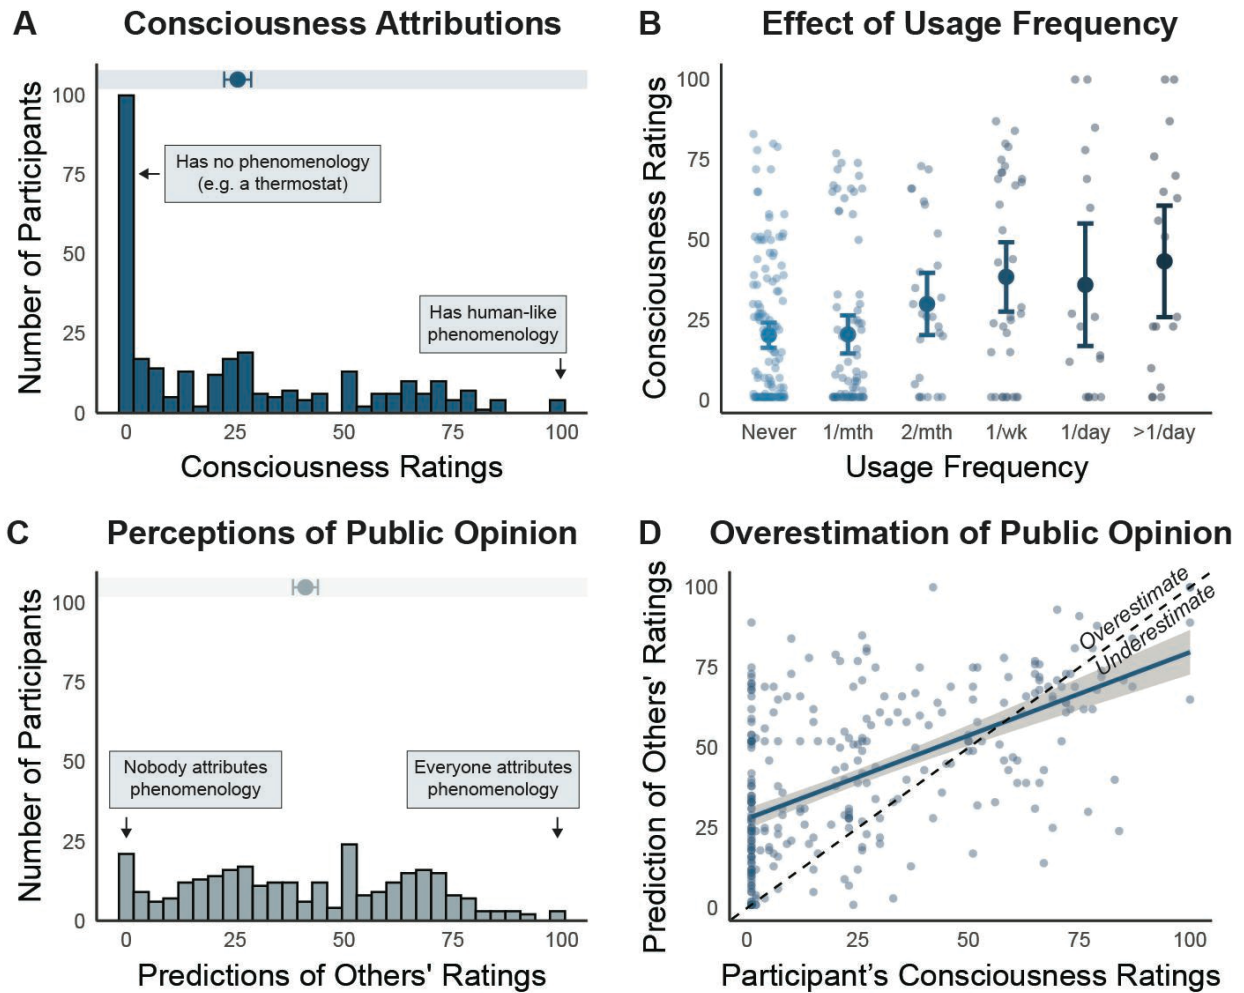 A Consciousness Attributions
Number of Participants
100
75
50
25
0
Has no phenomenology
(e.g. a thermostat)
Has human-like
phenomenology
0 25 50 75 100
Consciousness Ratings
B Effect of Usage Frequency
Consciousness Ratings
100
75
50
25
0
Never 1/mth 2/mth 1/wk 1/day >1/day
Usage Frequency
C Perceptions of Public Opinion
Number of Participants
100
75
50
25
0
Nobody attributes
phenomenology
Everyone attributes
phenomenology
0 25 50 75 100
Predictions of Others' Ratings
D Overestimation of Public Opinion
Prediction of Others' Ratings
100
75
50
25
0
Overestimate
Underestimate
0 25 50 75 100
Participant's Consciousness Ratings